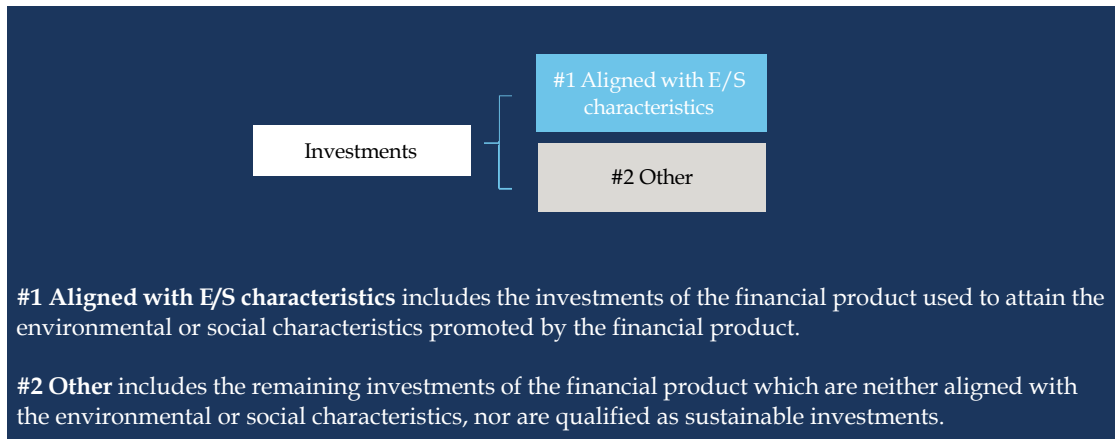 #1 Aligned with E/S
characteristics
Investments
#2 Other
#1 Aligned with E/S characteristics includes the investments of the financial product used to attain the
environmental or social characteristics promoted by the financial product.
#2 Other includes the remaining investments of the financial product which are neither aligned with
the environmental or social characteristics, nor are qualified as sustainable investments.